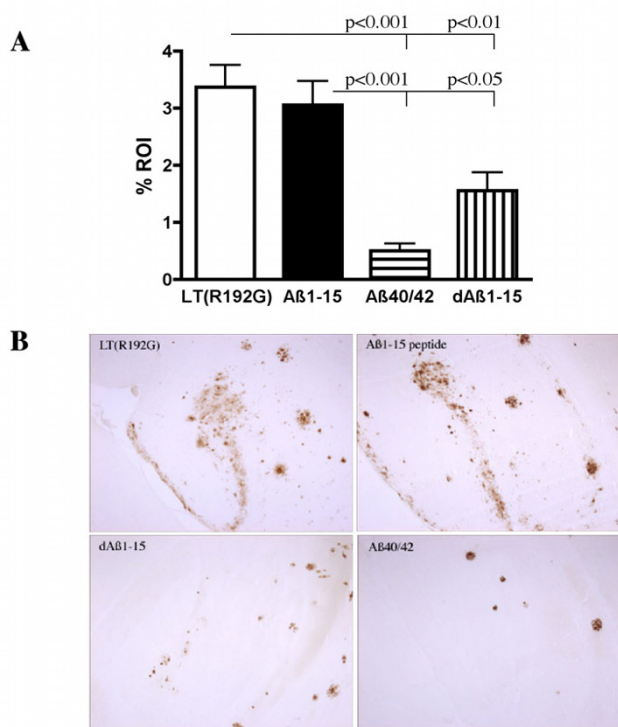 A
p<0.001 p<0.01
p<0.001 p<0.05
4
3
2
1
0
% ROI
LT(R192G) Aß1-15 Aß40/42 dAß1-15
B
LT(R192G) Aß1-15 peptide
dAß1-15 Aß40/42